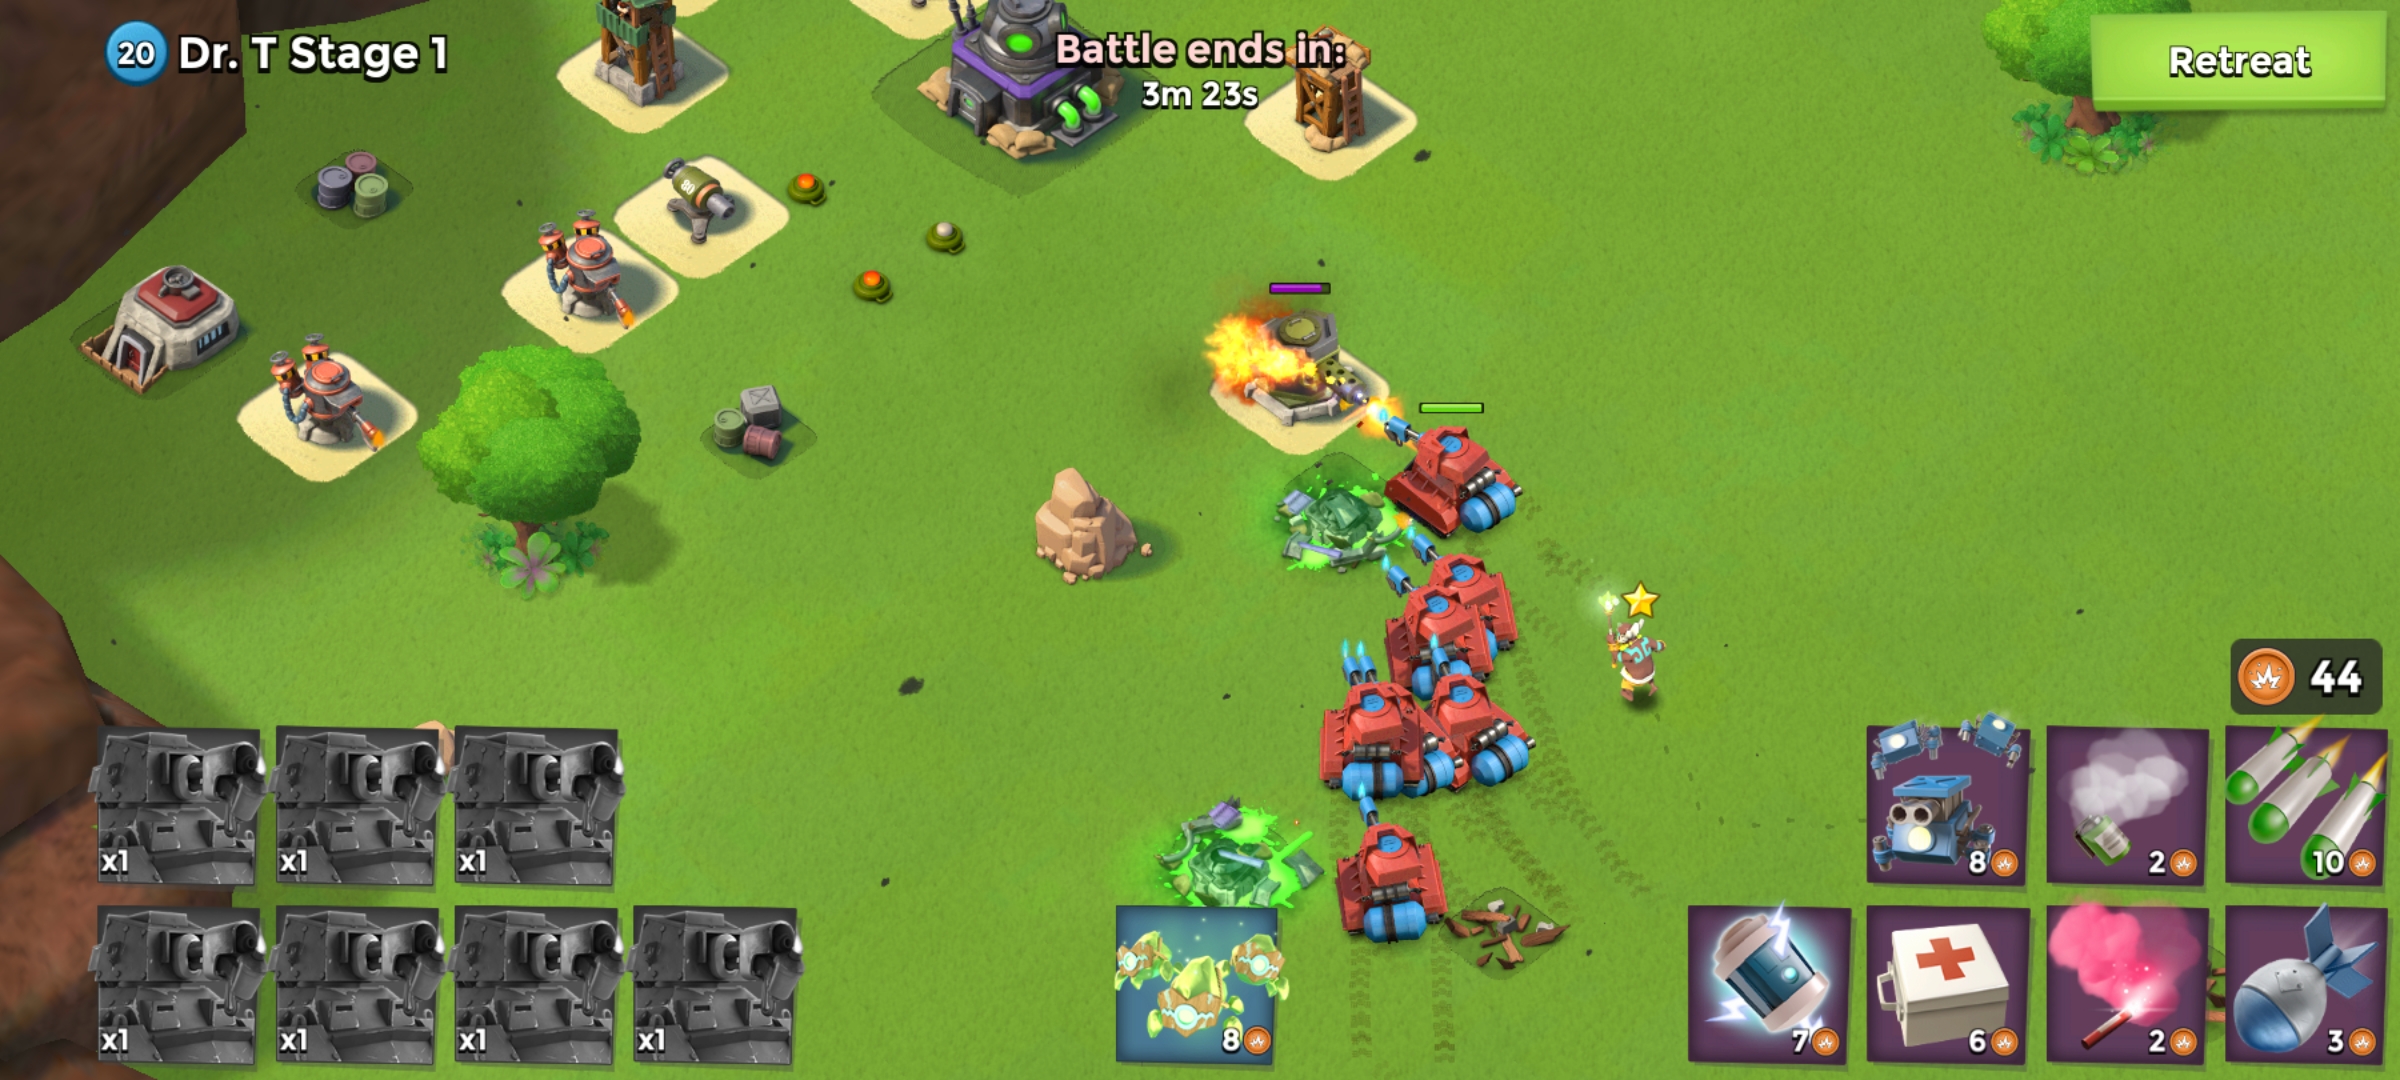 20 Dr. T Stage 1
Battle ends in:
3m 23s
Retreat
80
44
x1 x1 x1
8 2 10
x1 x1 x1 x1
8
7 6 2 3